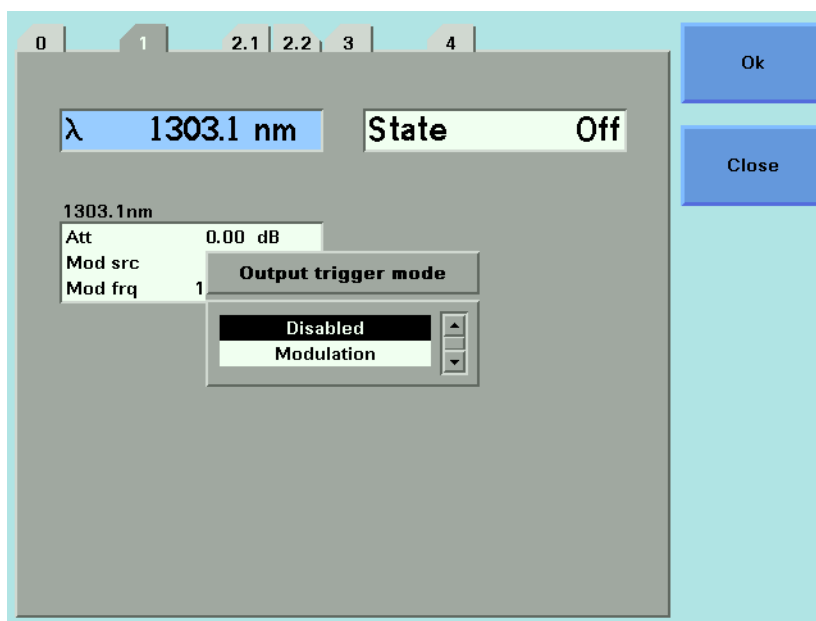 0 1 2.1 2.2 3 4
Ok
λ 1303.1 nm State Off
Close
1303.1nm
Att 0.00 dB
Mod src
Mod frq 1
Output trigger mode
Disabled
Modulation